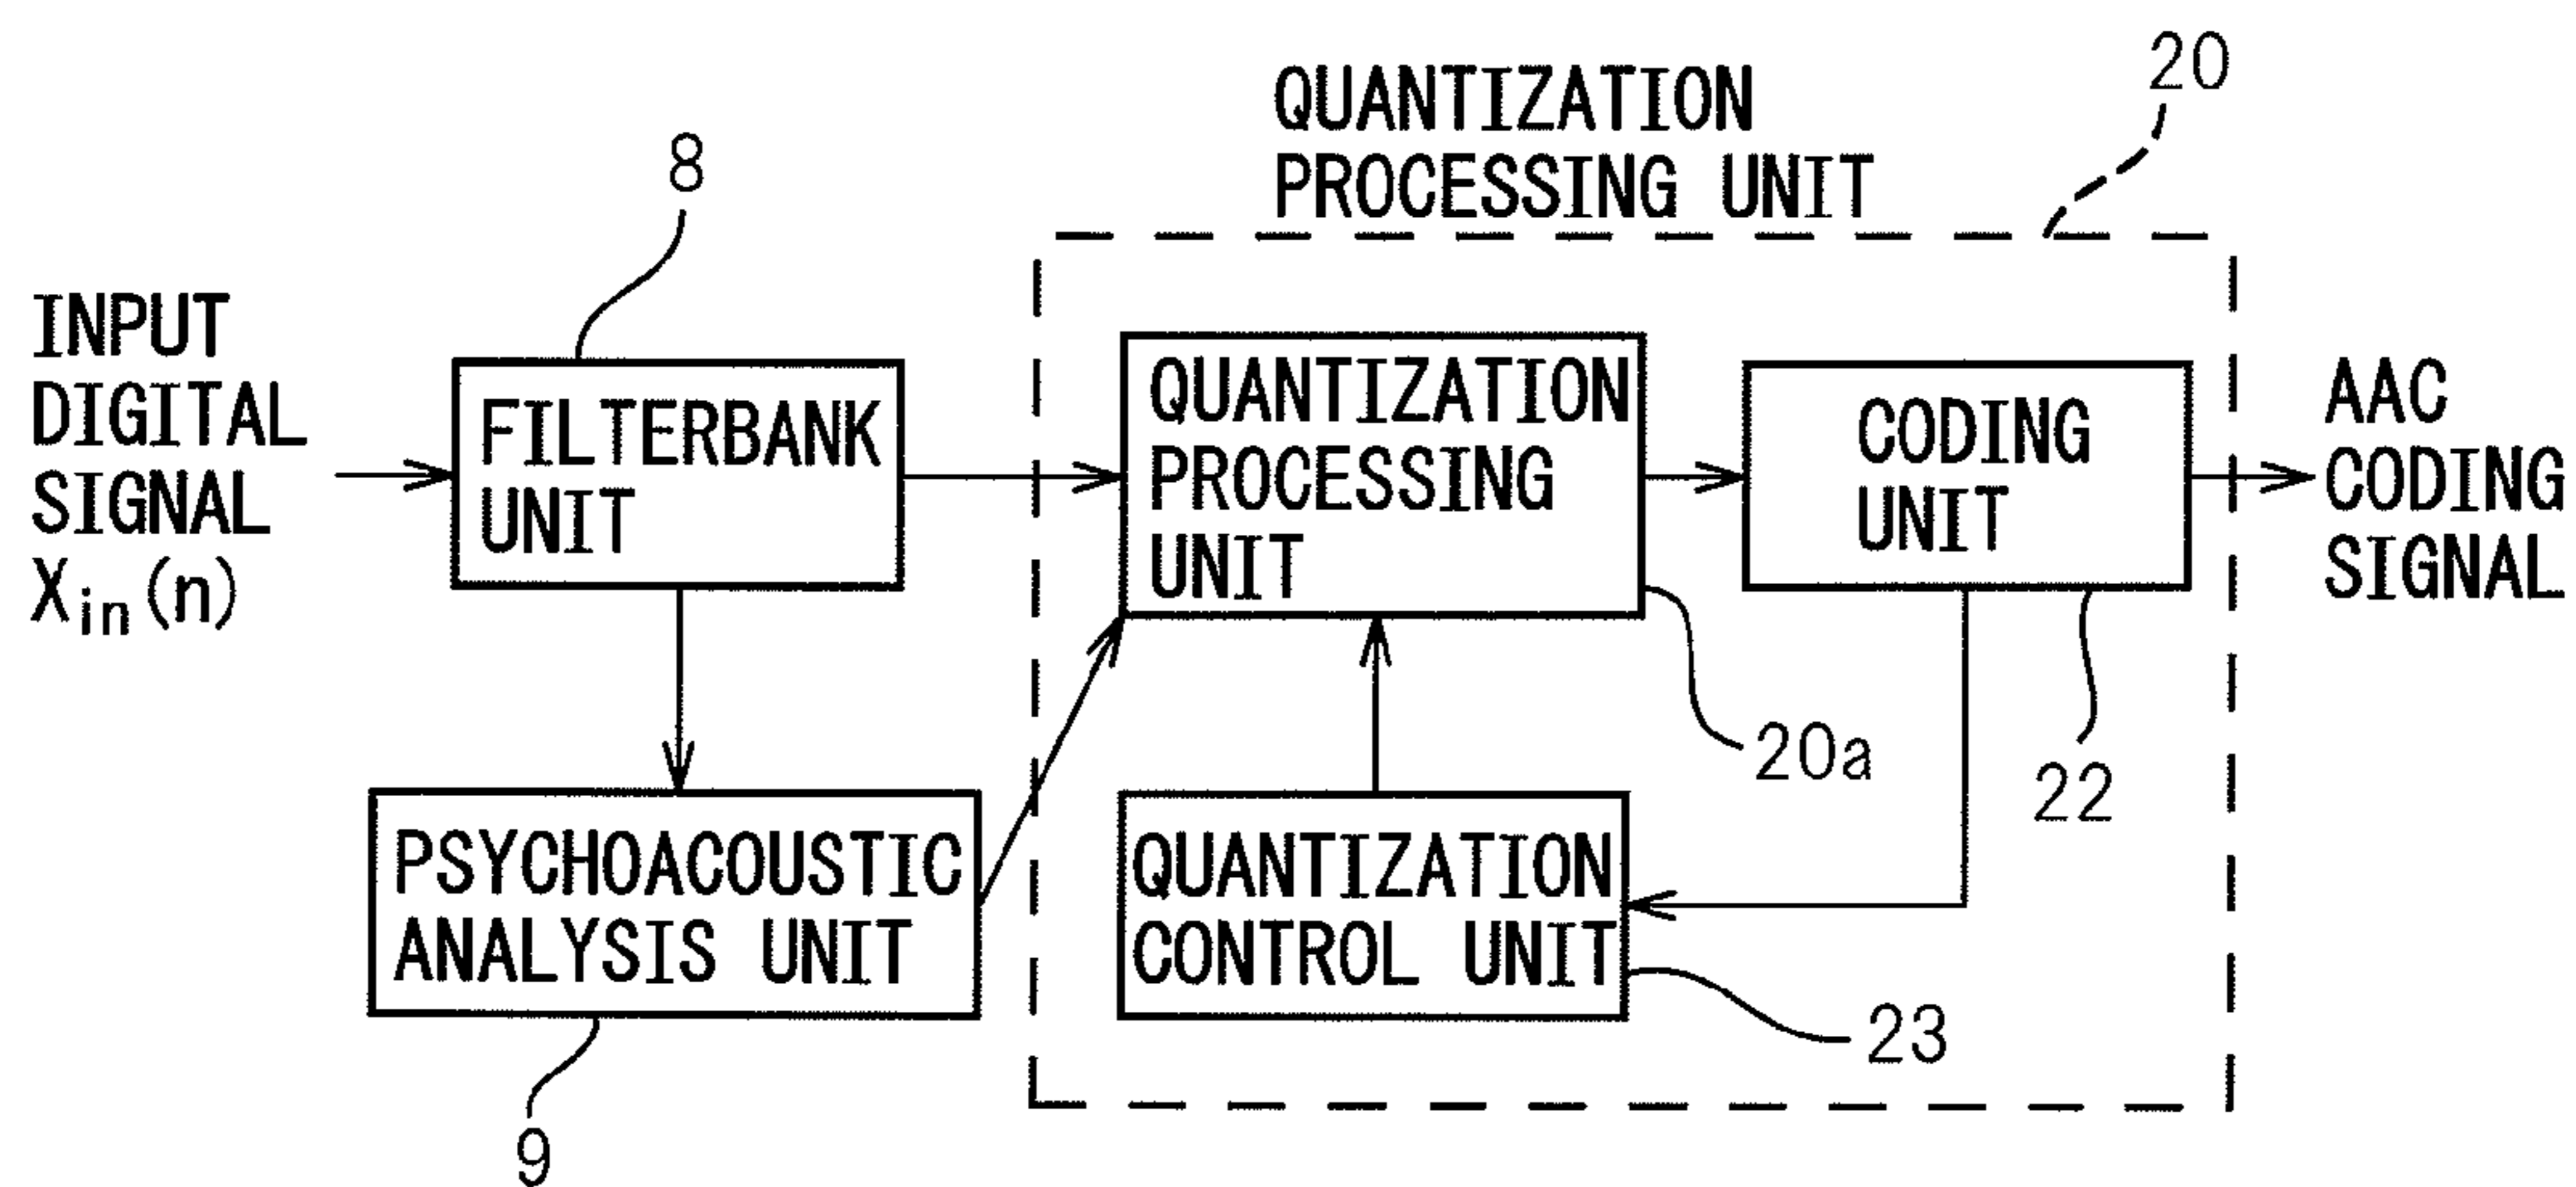 20
QUANTIZATION
PROCESSING UNIT
8
INPUT
DIGITAL
SIGNAL
Xin(n)
FILTERBANK
UNIT
QUANTIZATION
PROCESSING
UNIT
CODING
UNIT
AAC
CODING
SIGNAL
20a
22
PSYCHOACOUSTIC
ANALYSIS UNIT
QUANTIZATION
CONTROL UNIT
23
9